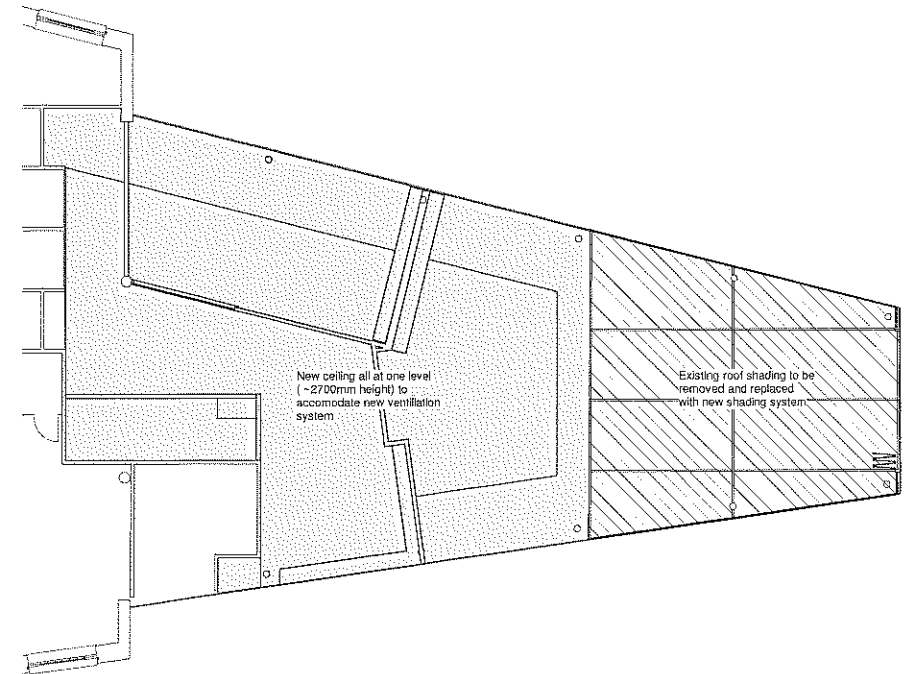 New ceiling all at one level
( ~2700mm height) to
accomodate new ventilation
system
Existing roof shading to be
removed and replaced
with new shading system